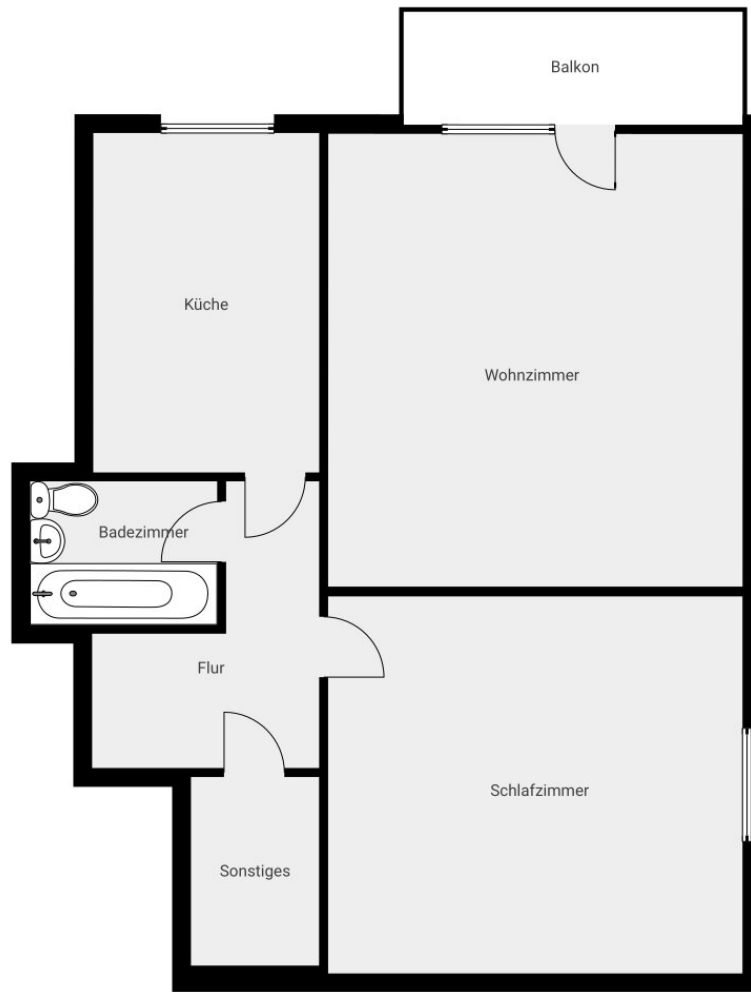 Balkon
Küche
Wohnzimmer
Badezimmer
Flur
Schlafzimmer
Sonstiges